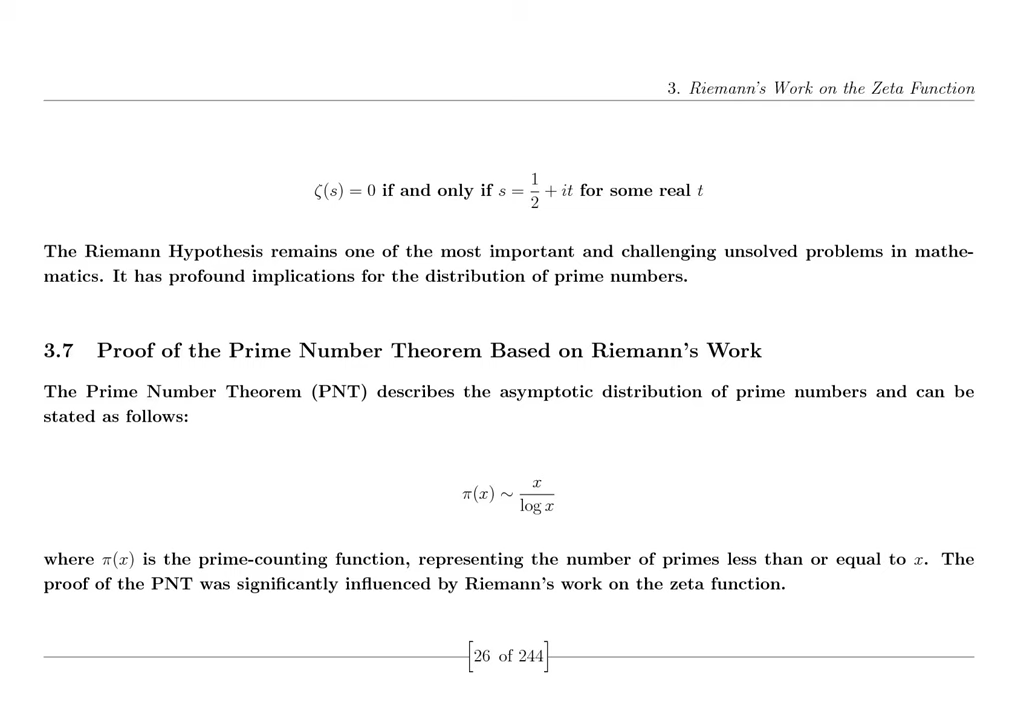 3. Riemann's Work on the Zeta Function
ζ(s) = 0 if and only if s = 1/2 + it for some real t
The Riemann Hypothesis remains one of the most important and challenging unsolved problems in mathe-
matics. It has profound implications for the distribution of prime numbers.
3.7 Proof of the Prime Number Theorem Based on Riemann's Work
The Prime Number Theorem (PNT) describes the asymptotic distribution of prime numbers and can be
stated as follows:
π(x) ∼ x/log x
where π(x) is the prime-counting function, representing the number of primes less than or equal to x. The
proof of the PNT was significantly influenced by Riemann's work on the zeta function.
[26 of 244]